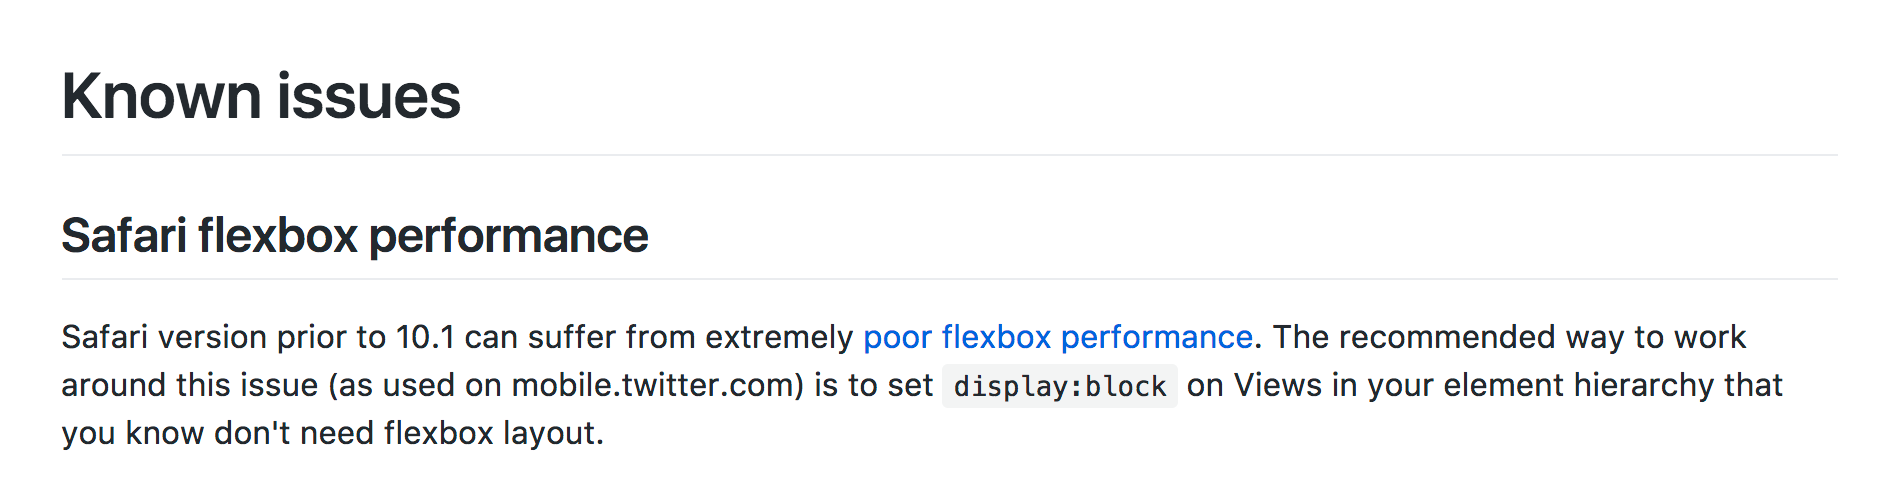 Known issues
Safari flexbox performance
Safari version prior to 10.1 can suffer from extremely poor flexbox performance. The recommended way to work
around this issue (as used on mobile.twitter.com) is to set display:block on Views in your element hierarchy that
you know don't need flexbox layout.